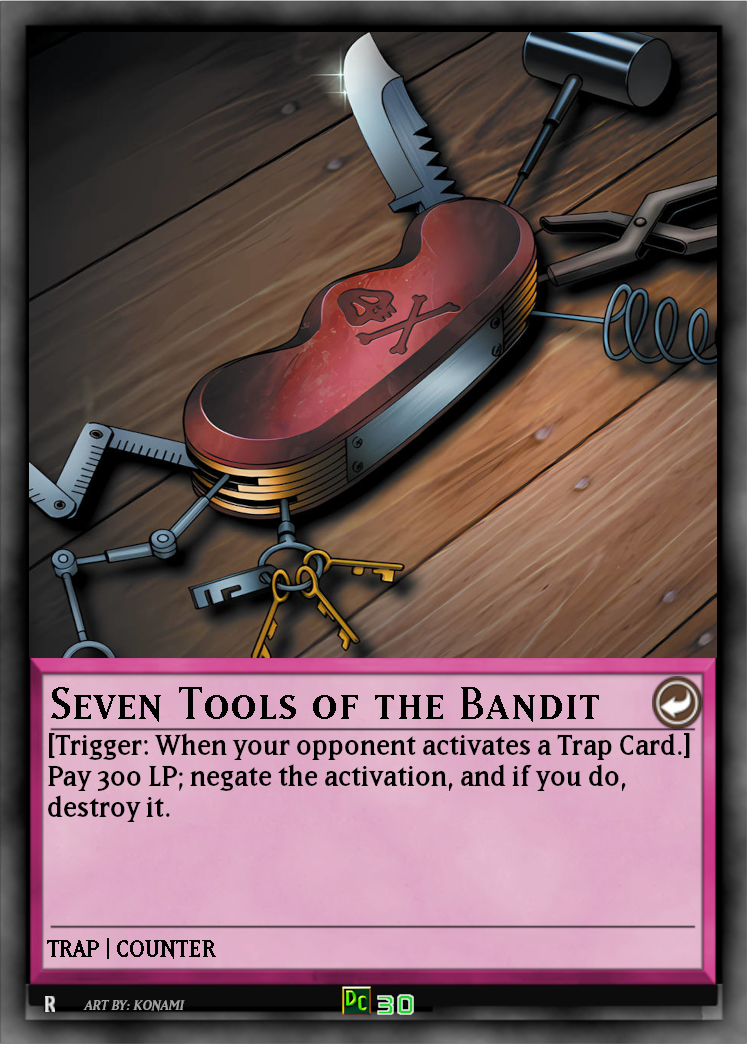 Seven Tools of the Bandit
[Trigger: When your opponent activates a Trap Card.]
Pay 300 LP; negate the activation, and if you do,
destroy it.
TRAP | COUNTER
R ART BY: KONAMI DC 30